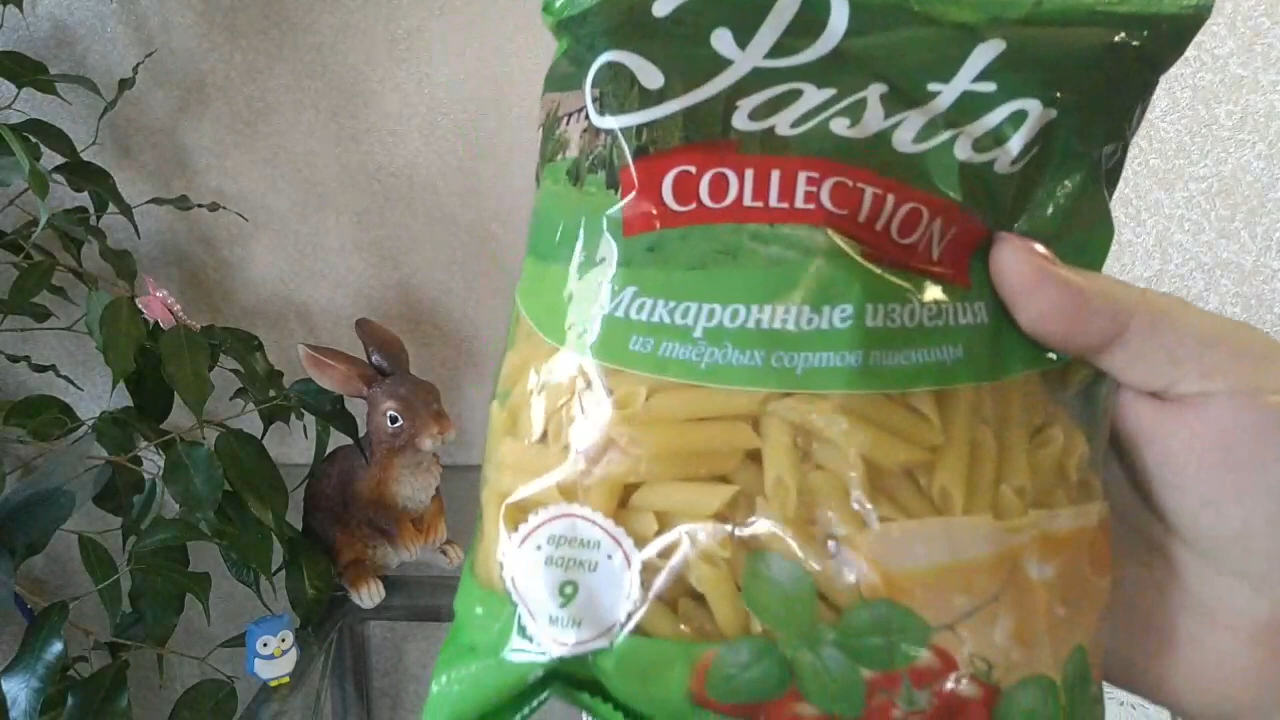 Pasta
COLLECTION
Макаронные изделия
из твёрдых сортов пшеницы
время
варки
9
мин